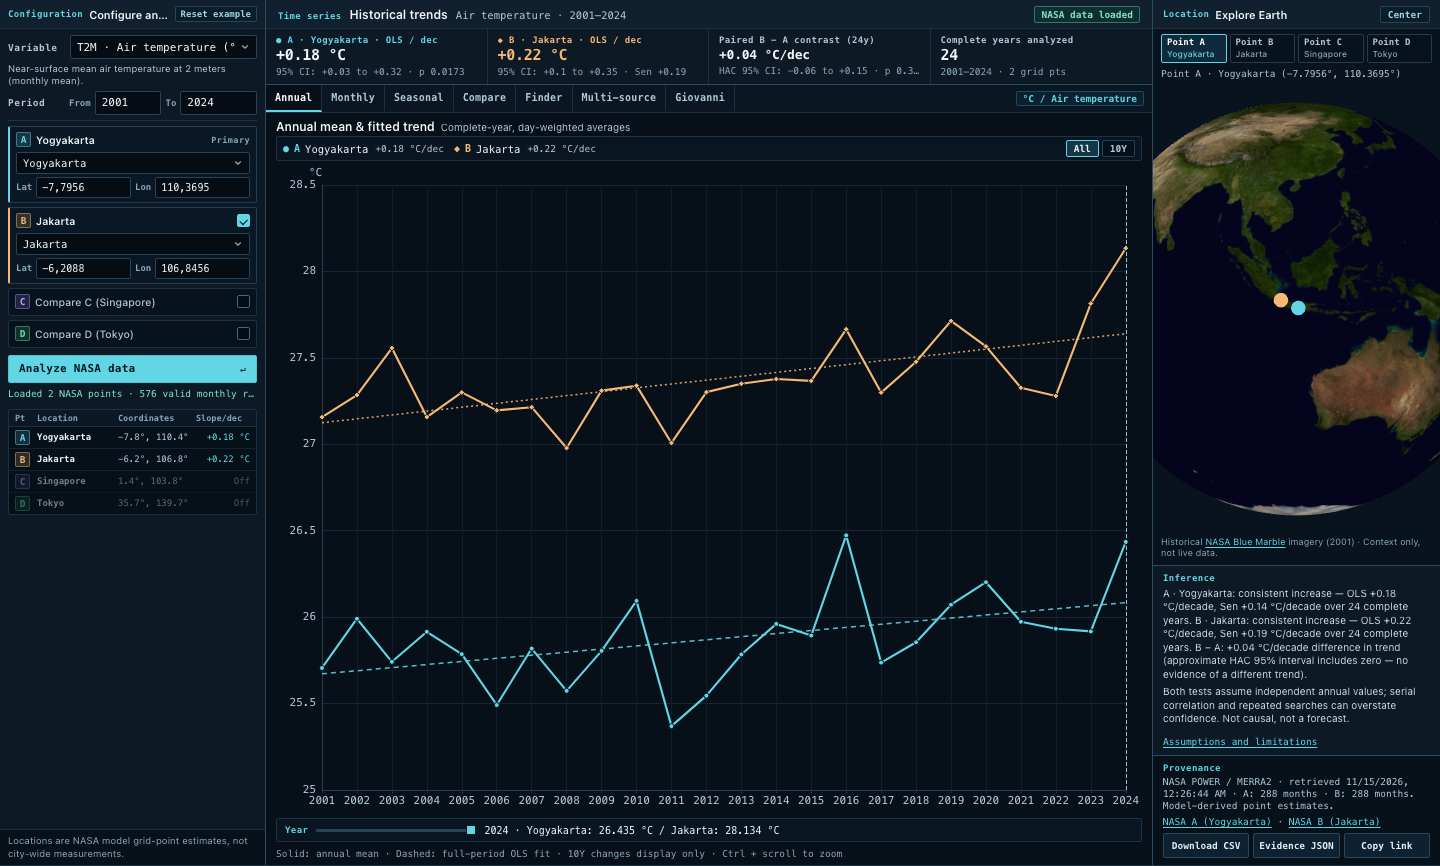 Configuration Configure an... Reset example
Variable T2M · Air temperature (°
Near-surface mean air temperature at 2 meters
(monthly mean).
Period From 2001 To 2024
A Yogyakarta Primary
Yogyakarta
Lat −7,7956 Lon 110,3695
B Jakarta
Jakarta
Lat −6,2088 Lon 106,8456
C Compare C (Singapore)
D Compare D (Tokyo)
Analyze NASA data ↵
Loaded 2 NASA points · 576 valid monthly r…
Pt Location Coordinates Slope/dec
A Yogyakarta −7.8°, 110.4° +0.18 °C
B Jakarta −6.2°, 106.8° +0.22 °C
C Singapore 1.4°, 103.8° Off
D Tokyo 35.7°, 139.7° Off
Locations are NASA model grid-point estimates, not
city-wide measurements.
Time series Historical trends Air temperature · 2001–2024 NASA data loaded
● A · Yogyakarta · OLS / dec
+0.18 °C
95% CI: +0.03 to +0.32 · p 0.0173
◆ B · Jakarta · OLS / dec
+0.22 °C
95% CI: +0.1 to +0.35 · Sen +0.19
Paired B − A contrast (24y)
+0.04 °C/dec
HAC 95% CI: −0.06 to +0.15 · p 0.3…
Complete years analyzed
24
2001–2024 · 2 grid pts
Annual Monthly Seasonal Compare Finder Multi-source Giovanni °C / Air temperature
Annual mean & fitted trend Complete-year, day-weighted averages
● A Yogyakarta +0.18 °C/dec ◆ B Jakarta +0.22 °C/dec All 10Y
°C
28.5
28
27.5
27
26.5
26
25.5
25
2001 2002 2003 2004 2005 2006 2007 2008 2009 2010 2011 2012 2013 2014 2015 2016 2017 2018 2019 2020 2021 2022 2023 2024
Year 2024 · Yogyakarta: 26.435 °C / Jakarta: 28.134 °C
Solid: annual mean · Dashed: full-period OLS fit · 10Y changes display only · Ctrl + scroll to zoom
Location Explore Earth Center
Point A Point B Point C Point D
Yogyakarta Jakarta Singapore Tokyo
Point A · Yogyakarta (−7.7956°, 110.3695°)
Historical NASA Blue Marble imagery (2001) · Context only,
not live data.
Inference
A · Yogyakarta: consistent increase — OLS +0.18
°C/decade, Sen +0.14 °C/decade over 24 complete
years. B · Jakarta: consistent increase — OLS +0.22
°C/decade, Sen +0.19 °C/decade over 24 complete
years. B − A: +0.04 °C/decade difference in trend
(approximate HAC 95% interval includes zero — no
evidence of a different trend).
Both tests assume independent annual values; serial
correlation and repeated searches can overstate
confidence. Not causal, not a forecast.
Assumptions and limitations
Provenance
NASA POWER / MERRA2 · retrieved 11/15/2026,
12:26:44 AM · A: 288 months · B: 288 months.
Model-derived point estimates.
NASA A (Yogyakarta) · NASA B (Jakarta)
Download CSV Evidence JSON Copy link